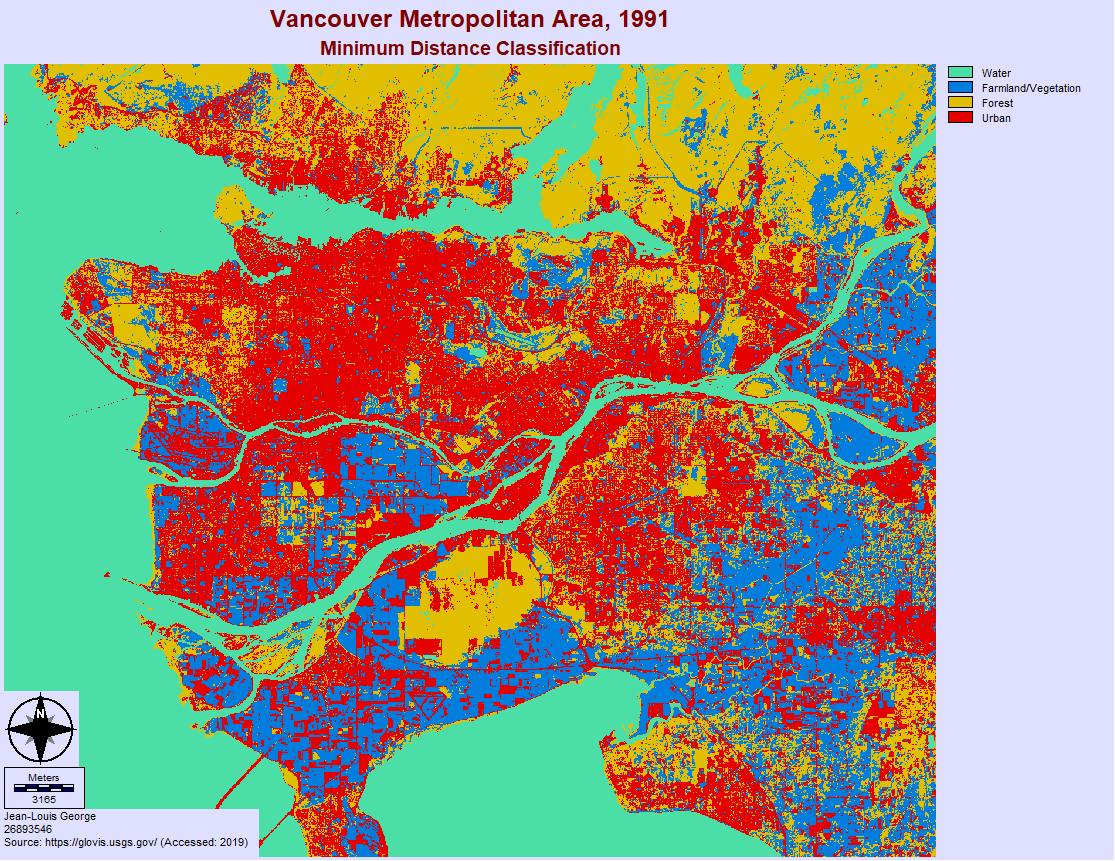 Vancouver Metropolitan Area, 1991
Minimum Distance Classification
Water
Farmland/Vegetation
Forest
Urban
N
Meters
3165
Jean-Louis George
26893546
Source: https://glovis.usgs.gov/ (Accessed: 2019)